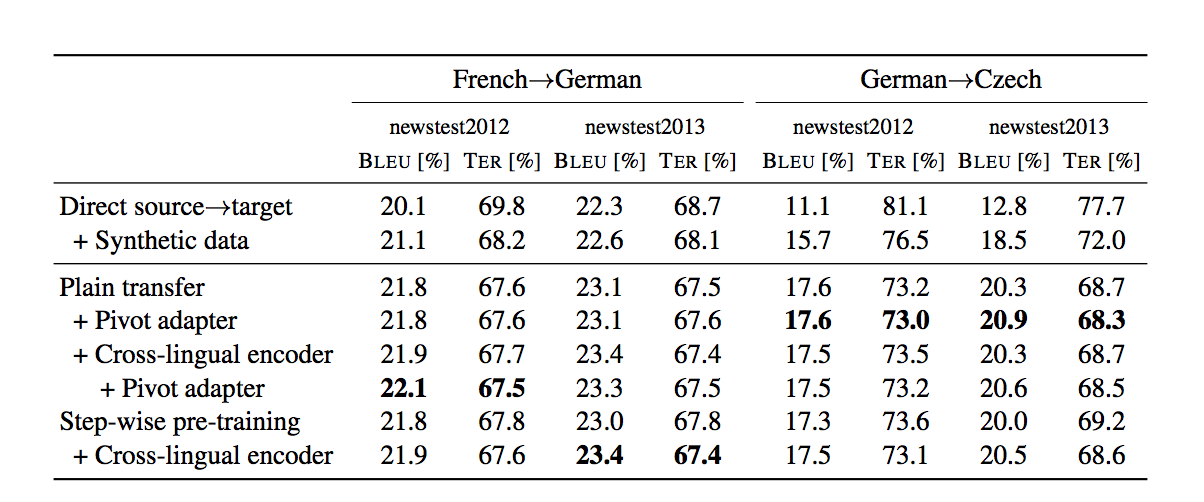 French→German German→Czech
newstest2012 newstest2013 newstest2012 newstest2013
BLEU [%] TER [%] BLEU [%] TER [%] BLEU [%] TER [%] BLEU [%] TER [%]
Direct source→target 20.1 69.8 22.3 68.7 11.1 81.1 12.8 77.7
+ Synthetic data 21.1 68.2 22.6 68.1 15.7 76.5 18.5 72.0
Plain transfer 21.8 67.6 23.1 67.5 17.6 73.2 20.3 68.7
+ Pivot adapter 21.8 67.6 23.1 67.6 17.6 73.0 20.9 68.3
+ Cross-lingual encoder 21.9 67.7 23.4 67.4 17.5 73.5 20.3 68.7
+ Pivot adapter 22.1 67.5 23.3 67.5 17.5 73.2 20.6 68.5
Step-wise pre-training 21.8 67.8 23.0 67.8 17.3 73.6 20.0 69.2
+ Cross-lingual encoder 21.9 67.6 23.4 67.4 17.5 73.1 20.5 68.6